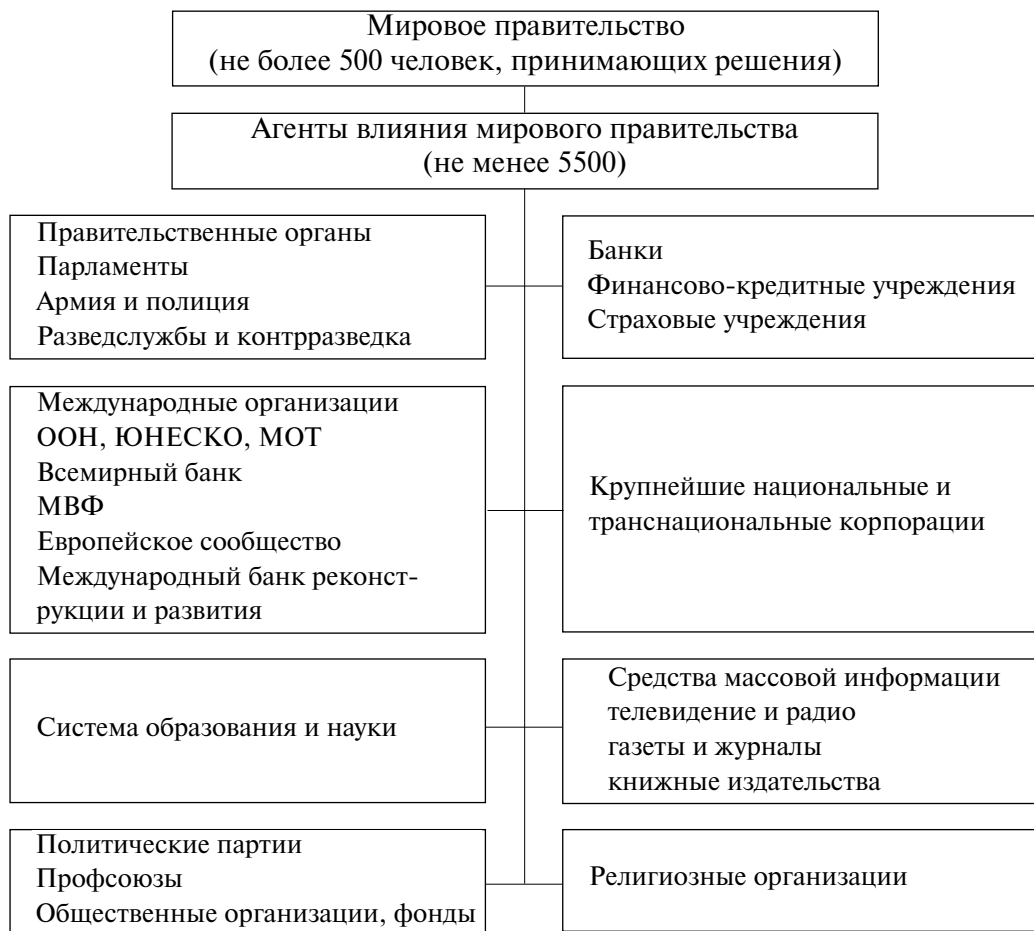 Мировое правительство
(не более 500 человек, принимающих решения)
Агенты влияния мирового правительства
(не менее 5500)
Правительственные органы
Парламенты
Армия и полиция
Разведслужбы и контрразведка
Банки
Финансово-кредитные учреждения
Страховые учреждения
Международные организации
ООН, ЮНЕСКО, МОТ
Всемирный банк
МВФ
Европейское сообщество
Международный банк реконст-
рукции и развития
Крупнейшие национальные и
транснациональные корпорации
Система образования и науки
Средства массовой информации
телевидение и радио
газеты и журналы
книжные издательства
Политические партии
Профсоюзы
Общественные организации, фонды
Религиозные организации